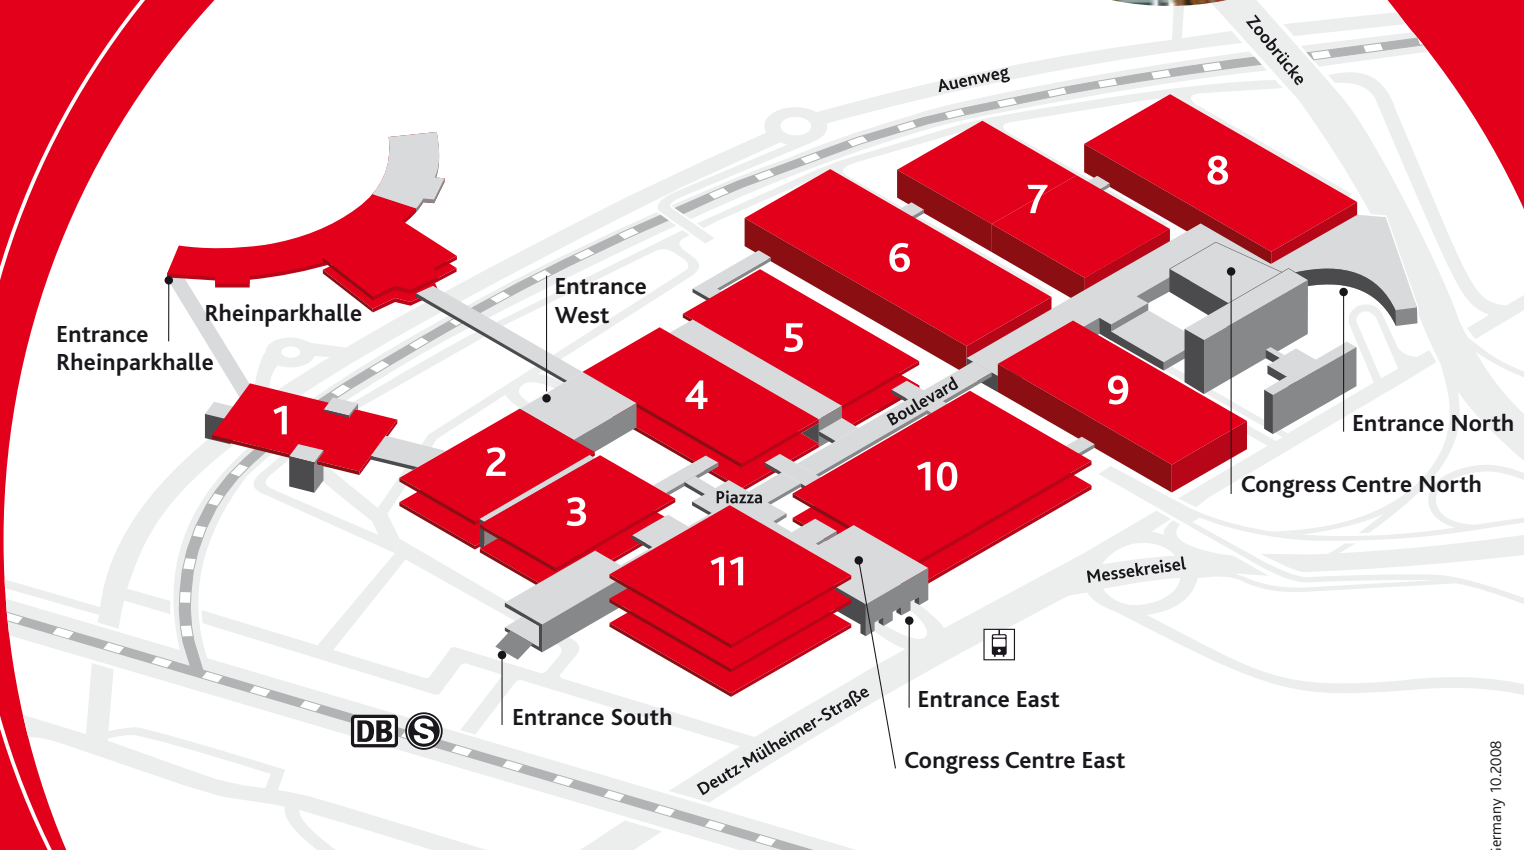 Zoobrücke
Auenweg
8
7
6
Entrance
West
Rheinparkhalle
Entrance
Rheinparkhalle
5
4
9
Boulevard
1
Entrance North
2
10
Congress Centre North
Piazza
3
11
Messekreisel
Entrance East
Entrance South
DB
S
Deutz-Mülheimer-Straße
Congress Centre East
Germany 10.2008